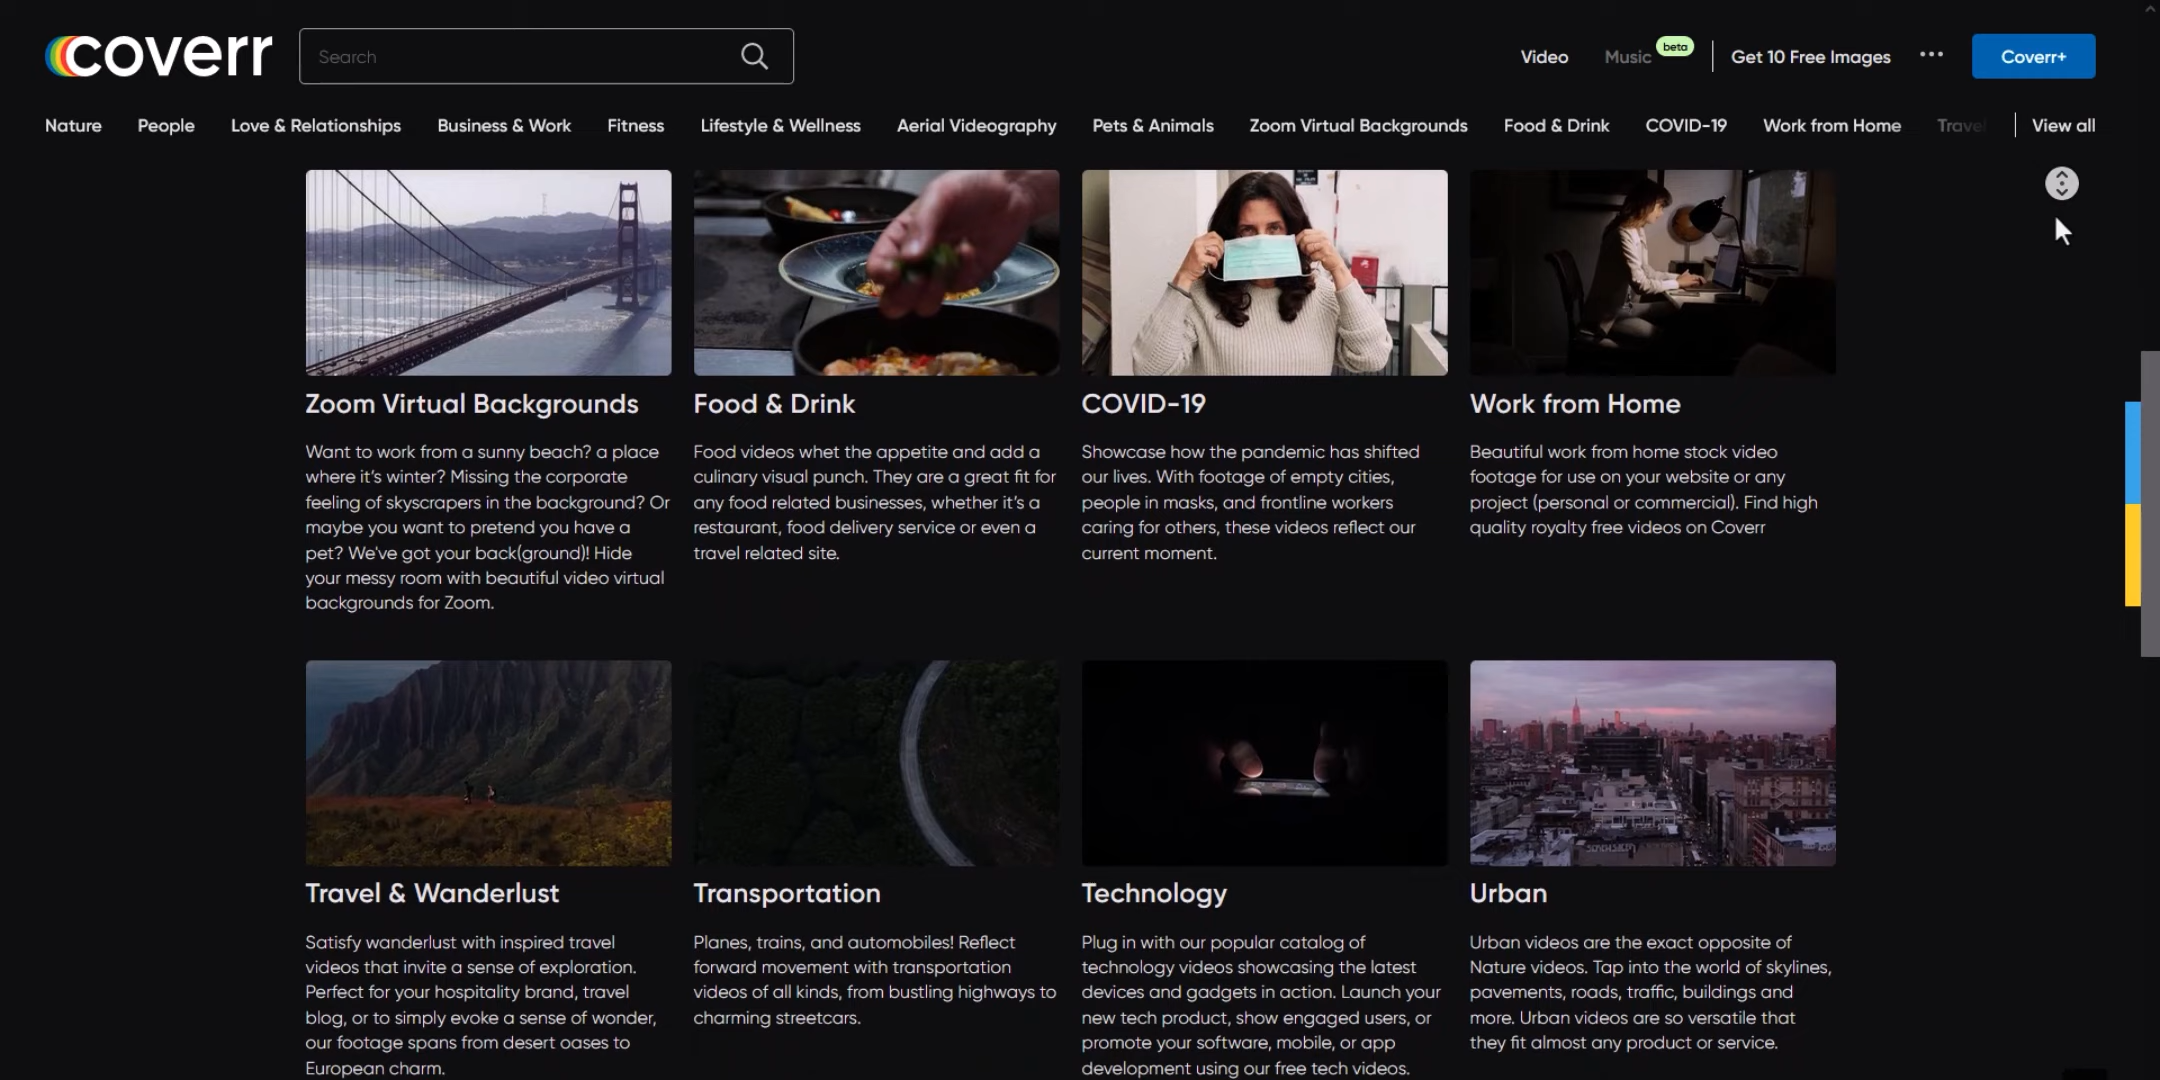 coverr
Search
Video
Music
beta
Get 10 Free Images
Coverr+
Nature
People
Love & Relationships
Business & Work
Fitness
Lifestyle & Wellness
Aerial Videography
Pets & Animals
Zoom Virtual Backgrounds
Food & Drink
COVID-19
Work from Home
Travel
View all
Zoom Virtual Backgrounds
Want to work from a sunny beach? a place
where it's winter? Missing the corporate
feeling of skyscrapers in the background? Or
maybe you want to pretend you have a
pet? We've got your back(ground)! Hide
your messy room with beautiful video virtual
backgrounds for Zoom.
Food & Drink
Food videos whet the appetite and add a
culinary visual punch. They are a great fit for
any food related businesses, whether it's a
restaurant, food delivery service or even a
travel related site.
COVID-19
Showcase how the pandemic has shifted
our lives. With footage of empty cities,
people in masks, and frontline workers
caring for others, these videos reflect our
current moment.
Work from Home
Beautiful work from home stock video
footage for use on your website or any
project (personal or commercial). Find high
quality royalty free videos on Coverr
Travel & Wanderlust
Satisfy wanderlust with inspired travel
videos that invite a sense of exploration.
Perfect for your hospitality brand, travel
blog, or to simply evoke a sense of wonder,
our footage spans from desert oases to
European charm.
Transportation
Planes, trains, and automobiles! Reflect
forward movement with transportation
videos of all kinds, from bustling highways to
charming streetcars.
Technology
Plug in with our popular catalog of
technology videos showcasing the latest
devices and gadgets in action. Launch your
new tech product, show engaged users, or
promote your software, mobile, or app
development using our free tech videos.
Urban
Urban videos are the exact opposite of
Nature videos. Tap into the world of skylines,
pavements, roads, traffic, buildings and
more. Urban videos are so versatile that
they fit almost any product or service.